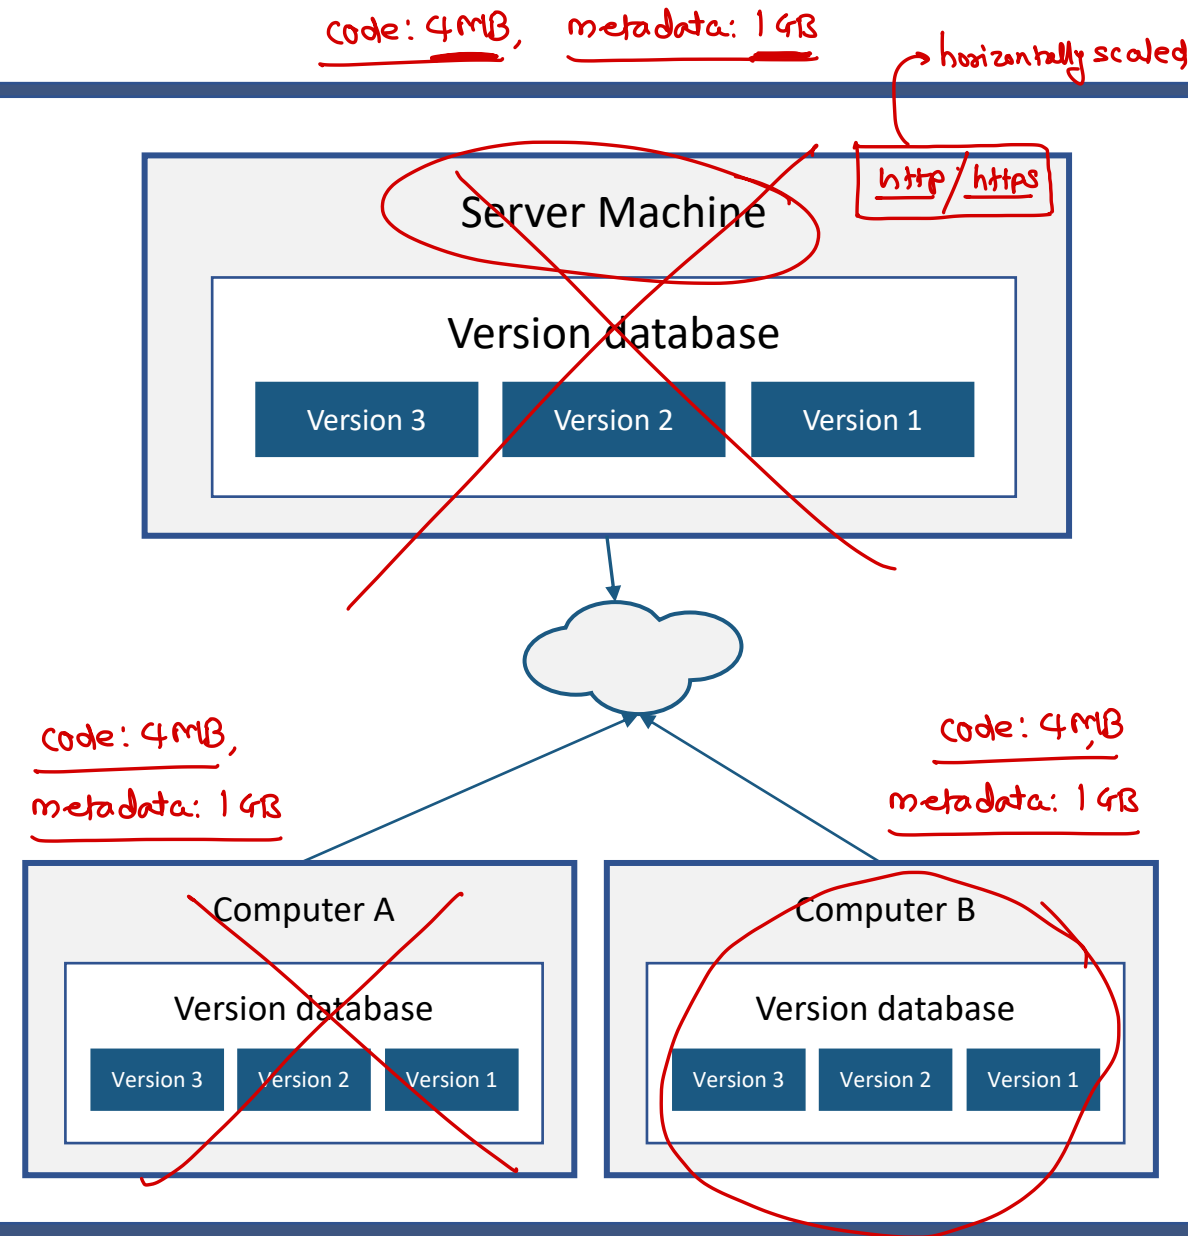 code: 4MB, metadata: 1GB
horizontally scaled
http / https
Server Machine
Version database
Version 3 Version 2 Version 1
code: 4MB,
metadata: 1GB
code: 4MB,
metadata: 1GB
Computer A
Version database
Version 3 Version 2 Version 1
Computer B
Version database
Version 3 Version 2 Version 1